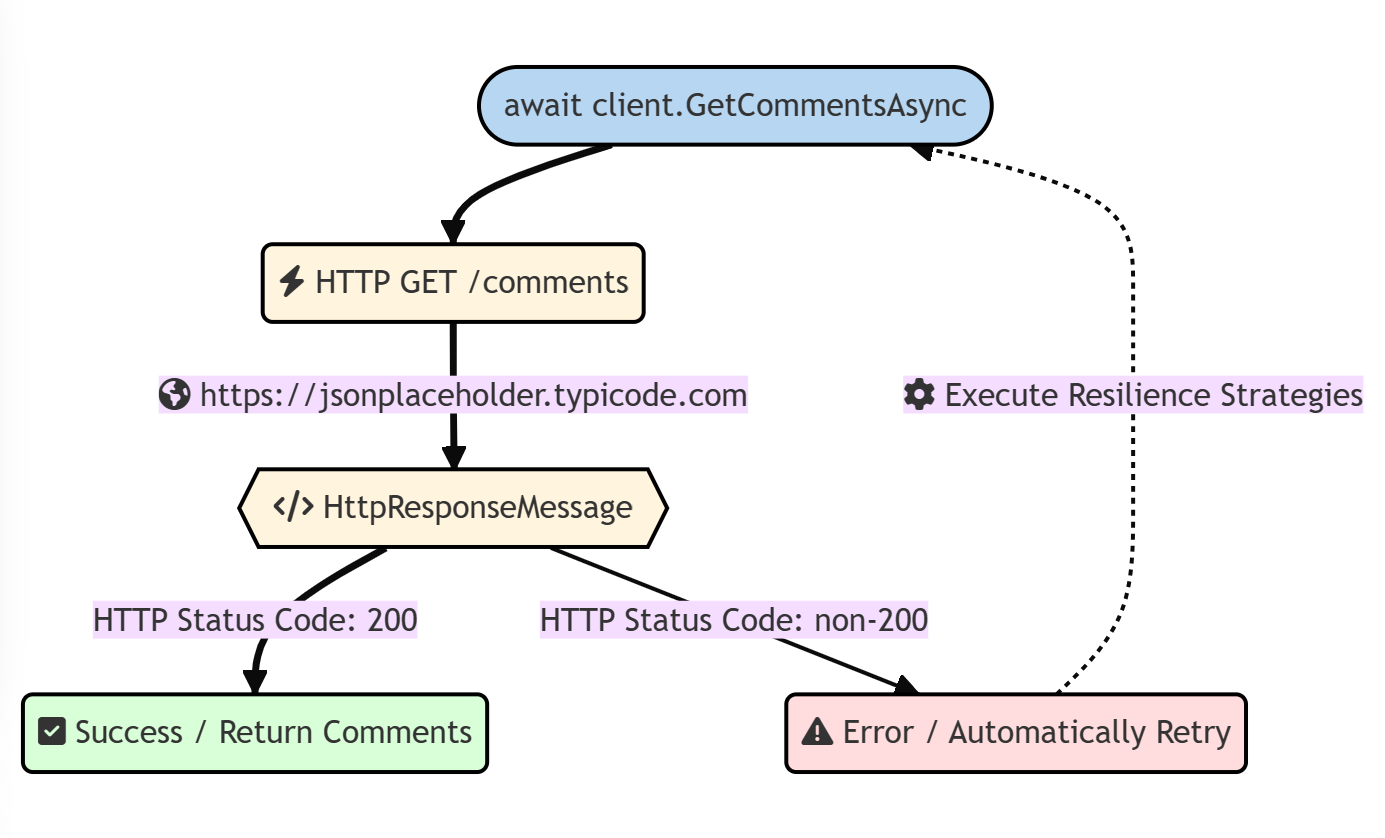 await client.GetCommentsAsync
HTTP GET /comments
https://jsonplaceholder.typicode.com
Execute Resilience Strategies
HttpResponseMessage
HTTP Status Code: 200
HTTP Status Code: non-200
Success / Return Comments
Error / Automatically Retry